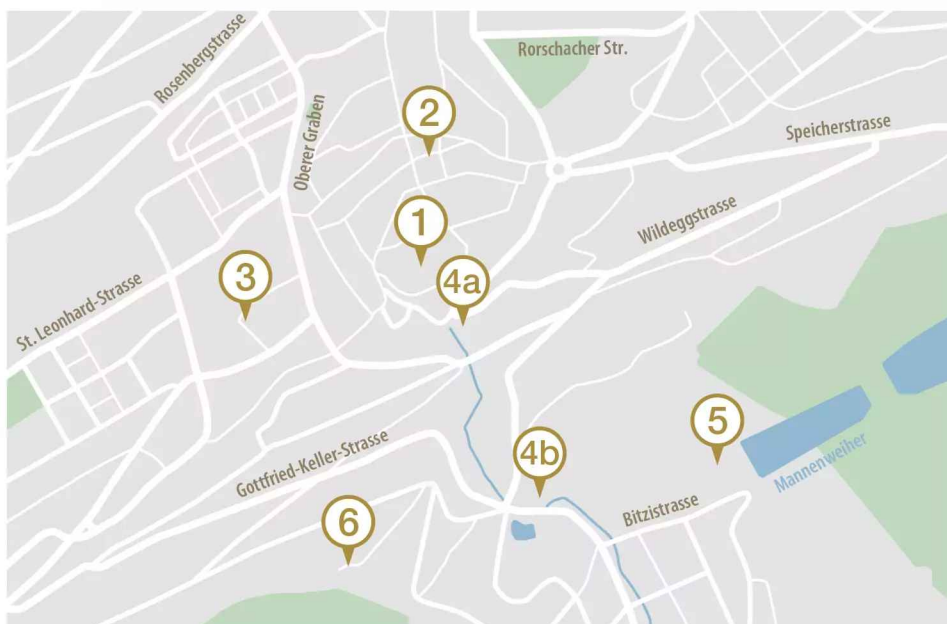 Rorschacher Str.
Rosenbergstrasse
2
Speicherstrasse
Oberer Graben
1
Wildeggstrasse
3
4a
St. Leonhard-Strasse
5
4b
Mannenweiher
Gottfried-Keller-Strasse
Bitzistrasse
6